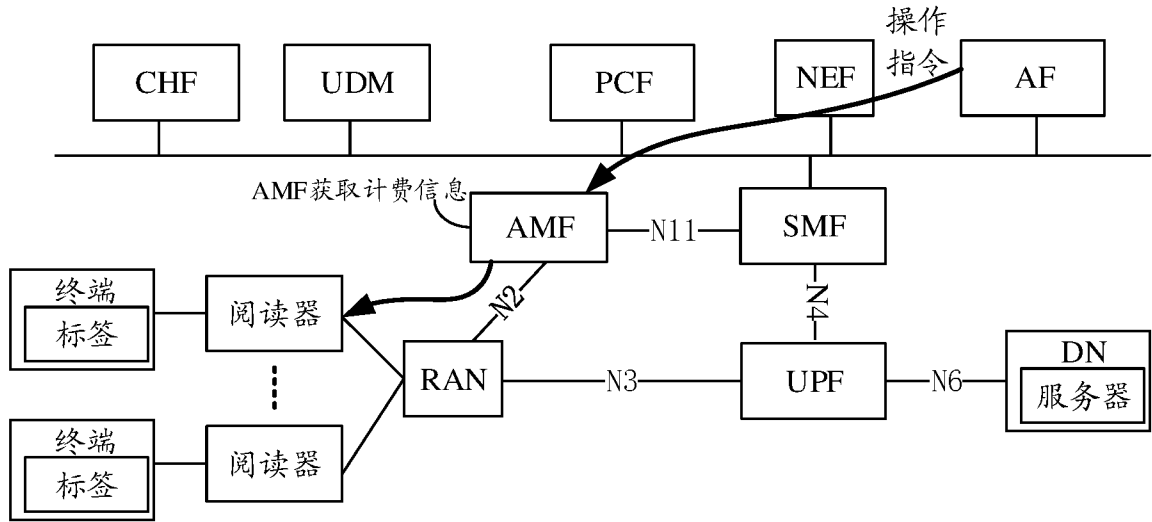 操作
指令
CHF
UDM
PCF
NEF
AF
AMF获取计费信息
AMF
N11
SMF
终端
标签
阅读器
N2
N4
RAN
N3
UPF
N6
DN
服务器
终端
标签
阅读器